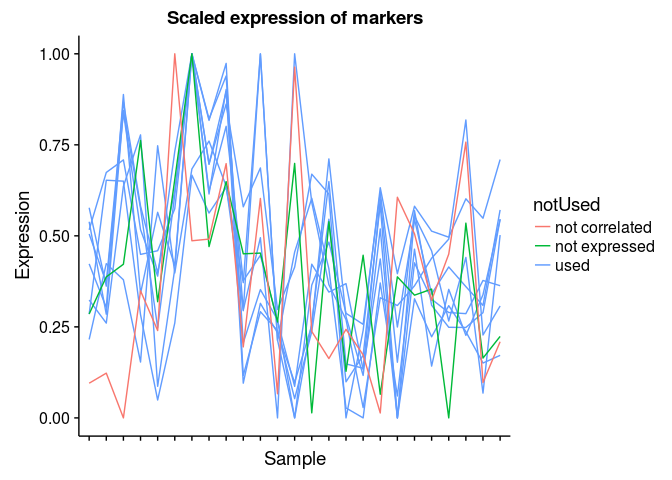 Scaled expression of markers
1.00
0.75
0.50
0.25
0.00
Expression
Sample
notUsed
not correlated
not expressed
used